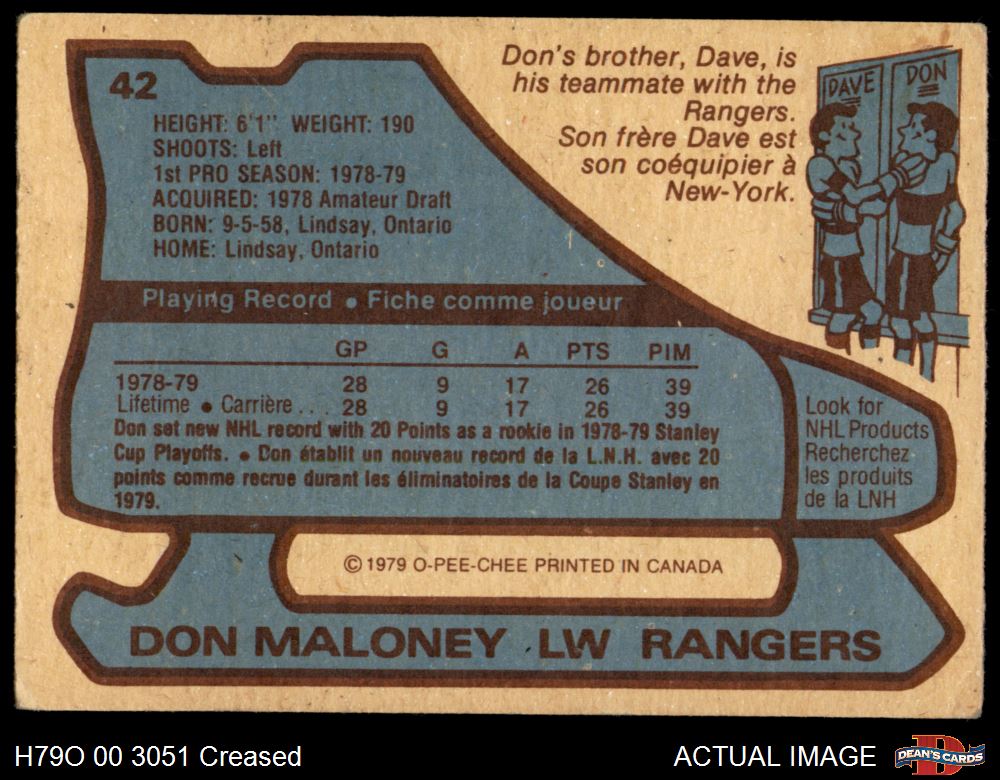 42
HEIGHT: 6'1" WEIGHT: 190
SHOOTS: Left
1st PRO SEASON: 1978-79
ACQUIRED: 1978 Amateur Draft
BORN: 9-5-58, Lindsay, Ontario
HOME: Lindsay, Ontario
Don's brother, Dave, is
his teammate with the
Rangers.
Son frère Dave est
son coéquipier à
New-York.
DAVE
DON
Playing Record • Fiche comme joueur
GP G A PTS PIM
1978-79 28 9 17 26 39
Lifetime • Carrière... 28 9 17 26 39
Don set new NHL record with 20 Points as a rookie in 1978-79 Stanley
Cup Playoffs. • Don établit un nouveau record de la L.N.H. avec 20
points comme recrue durant les éliminatoires de la Coupe Stanley en
1979.
Look for
NHL Products
Recherchez
les produits
de la LNH
©1979 O-PEE-CHEE PRINTED IN CANADA
DON MALONEY LW RANGERS
H79O 00 3051 Creased
ACTUAL IMAGE
DEAN'S CARDS